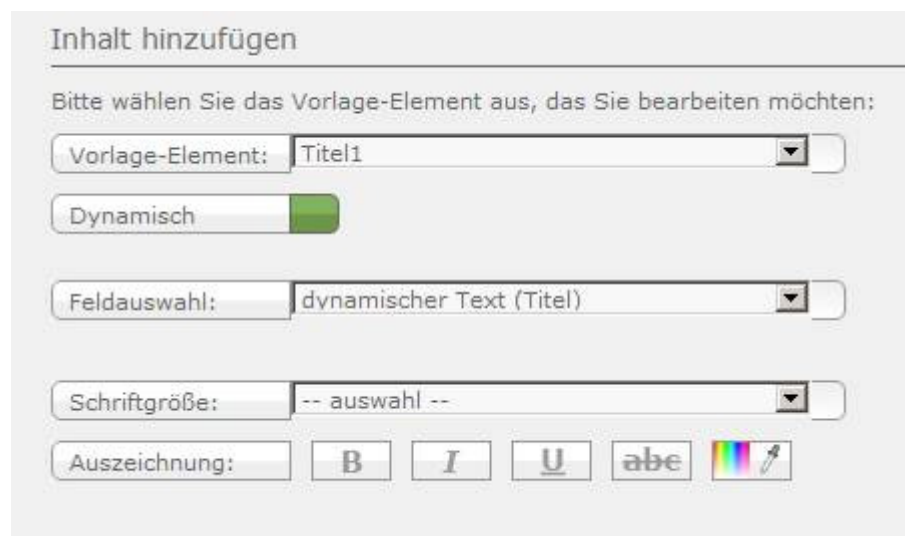 Inhalt hinzufügen
Bitte wählen Sie das Vorlage-Element aus, das Sie bearbeiten möchten:
Vorlage-Element: Titel1
Dynamisch
Feldauswahl: dynamischer Text (Titel)
Schriftgröße: -- auswahl --
Auszeichnung: B I U abc